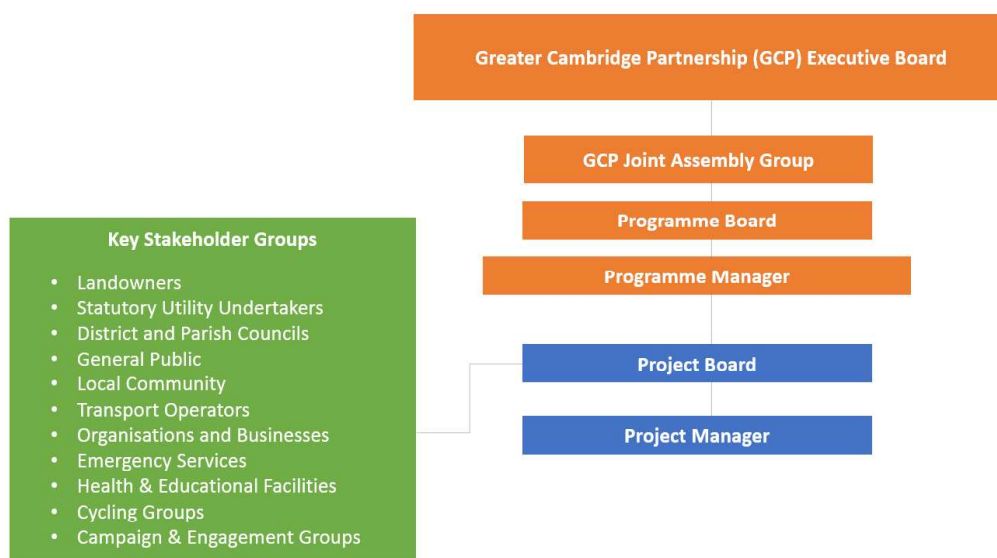 Greater Cambridge Partnership (GCP) Executive Board
GCP Joint Assembly Group
Programme Board
Programme Manager
Project Board
Project Manager
Key Stakeholder Groups
• Landowners
• Statutory Utility Undertakers
• District and Parish Councils
• General Public
• Local Community
• Transport Operators
• Organisations and Businesses
• Emergency Services
• Health & Educational Facilities
• Cycling Groups
• Campaign & Engagement Groups